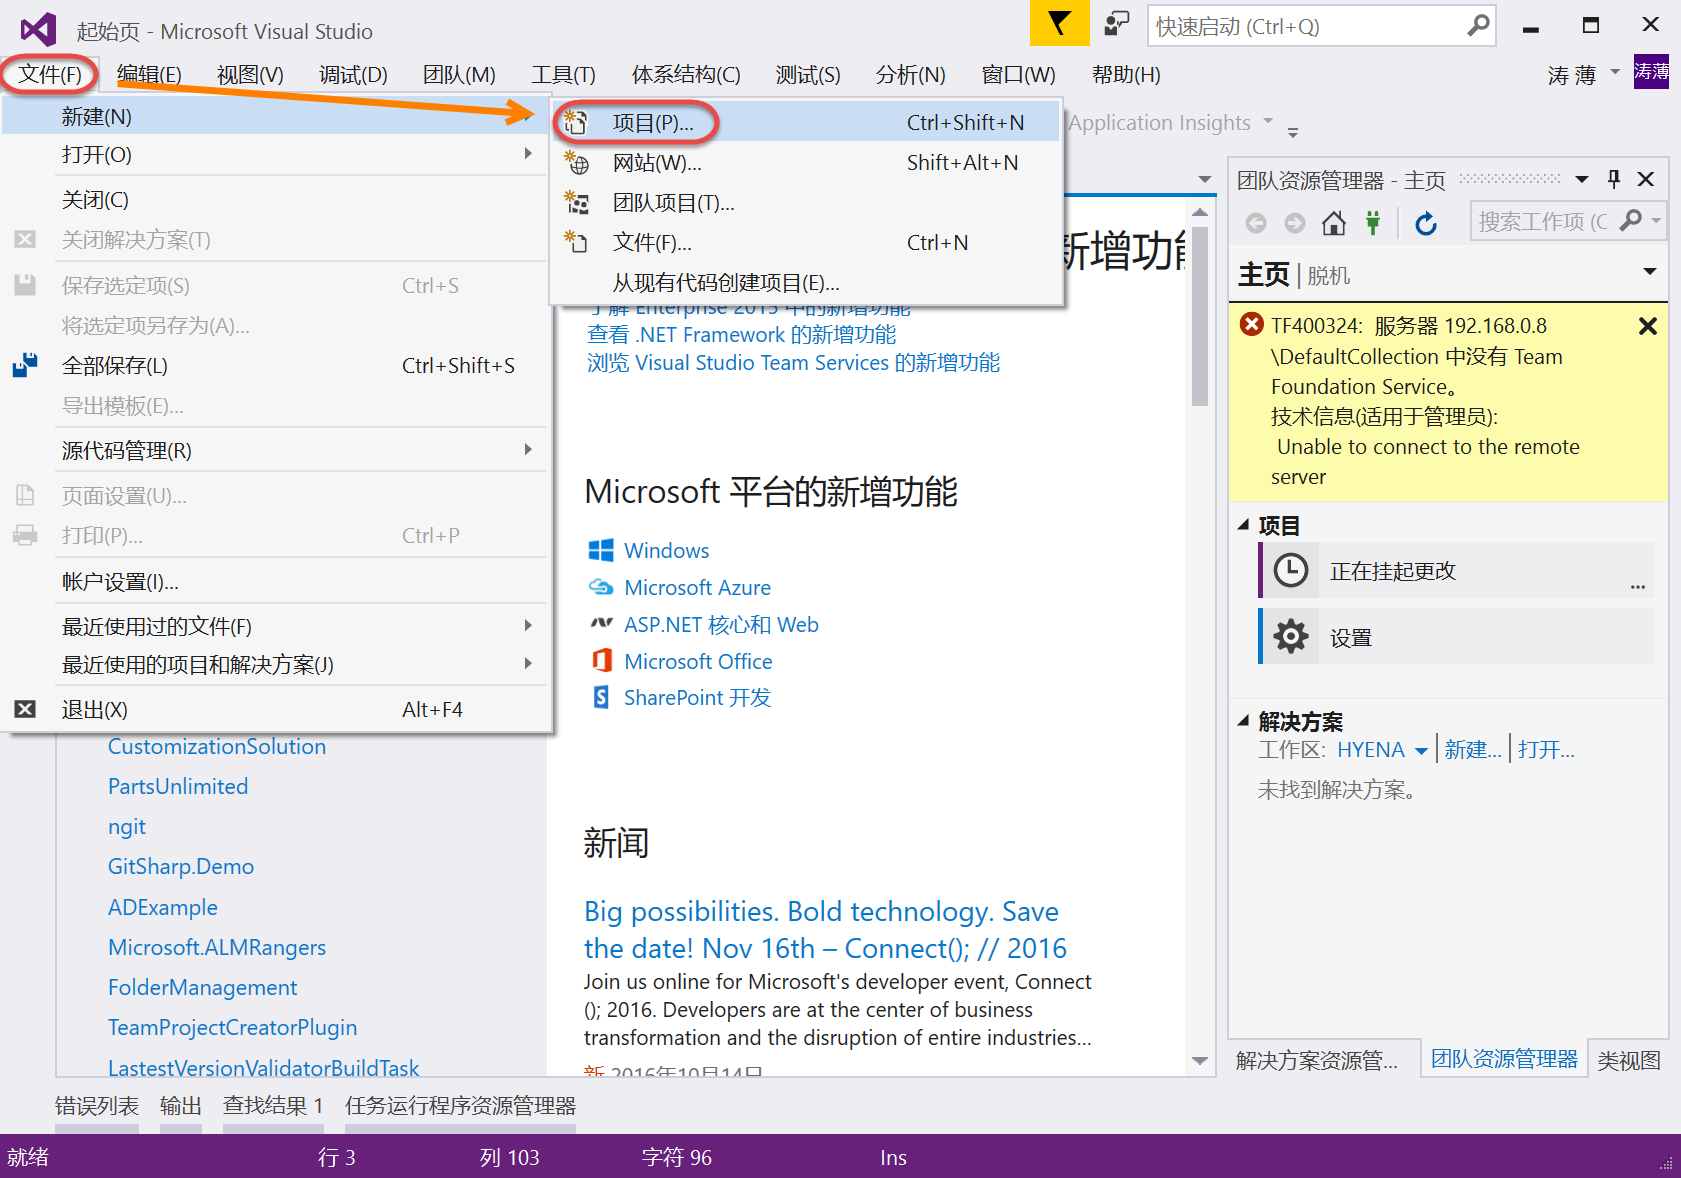 起始页 - Microsoft Visual Studio
快速启动 (Ctrl+Q)
文件(F) 编辑(E) 视图(V) 调试(D) 团队(M) 工具(T) 体系结构(C) 测试(S) 分析(N) 窗口(W) 帮助(H) 涛 薄 涛薄
新建(N)
打开(O)
关闭(C)
关闭解决方案(T)
保存选定项(S) Ctrl+S
将选定项另存为(A)...
全部保存(L) Ctrl+Shift+S
导出模板(E)...
源代码管理(R)
页面设置(U)...
打印(P)... Ctrl+P
帐户设置(I)...
最近使用过的文件(F)
最近使用的项目和解决方案(J)
退出(X) Alt+F4
项目(P)... Ctrl+Shift+N
网站(W)... Shift+Alt+N
团队项目(T)...
文件(F)... Ctrl+N
从现有代码创建项目(E)...
Application Insights
CustomizationSolution
PartsUnlimited
ngit
GitSharp.Demo
ADExample
Microsoft.ALMRangers
FolderManagement
TeamProjectCreatorPlugin
LastestVersionValidatorBuildTask
新增功能
了解 Enterprise 2015 中的新增功能
查看 .NET Framework 的新增功能
浏览 Visual Studio Team Services 的新增功能
Microsoft 平台的新增功能
Windows
Microsoft Azure
ASP.NET 核心和 Web
Microsoft Office
SharePoint 开发
新闻
Big possibilities. Bold technology. Save
the date! Nov 16th – Connect(); // 2016
Join us online for Microsoft's developer event, Connect
(); 2016. Developers are at the center of business
transformation and the disruption of entire industries...
新 2016年10月14日
团队资源管理器 - 主页
搜索工作项 (C
主页 | 脱机
TF400324: 服务器 192.168.0.8
\DefaultCollection 中没有 Team
Foundation Service。
技术信息(适用于管理员):
Unable to connect to the remote
server
项目
正在挂起更改
...
设置
解决方案
工作区: HYENA 新建... 打开...
未找到解决方案。
解决方案资源管... 团队资源管理器 类视图
错误列表 输出 查找结果 1 任务运行程序资源管理器
就绪 行 3 列 103 字符 96 Ins